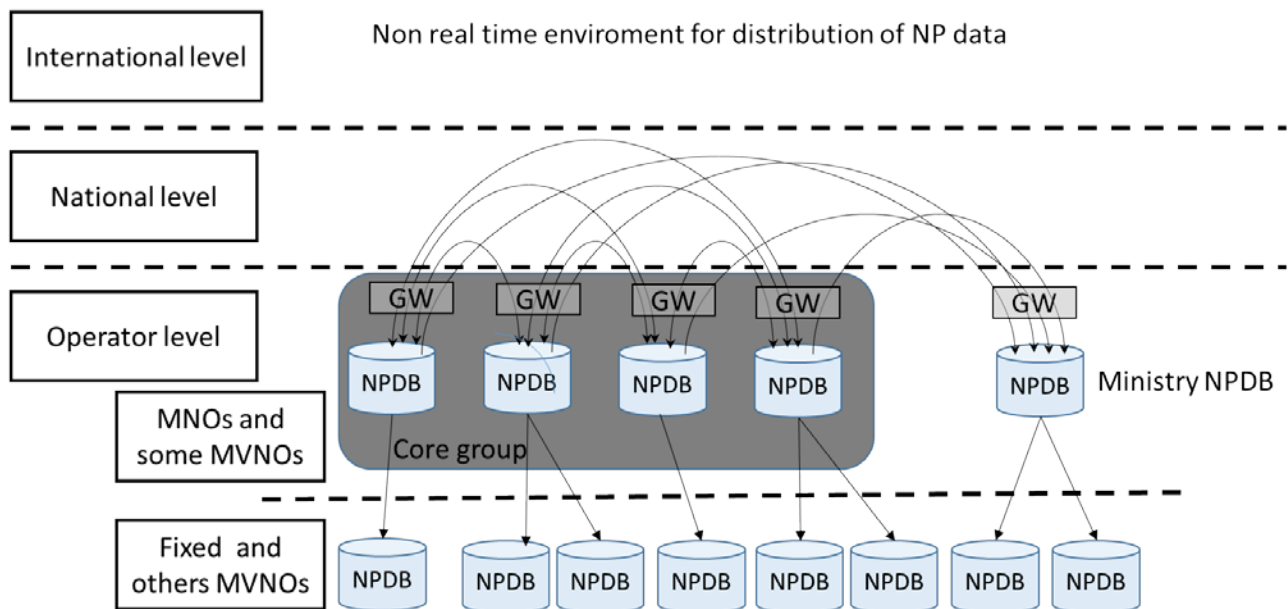 International level
Non real time enviroment for distribution of NP data
National level
Operator level
GW
GW
GW
GW
GW
NPDB
NPDB
NPDB
NPDB
NPDB
Ministry NPDB
MNOs and
some MVNOs
Core group
Fixed and
others MVNOs
NPDB
NPDB
NPDB
NPDB
NPDB
NPDB
NPDB
NPDB